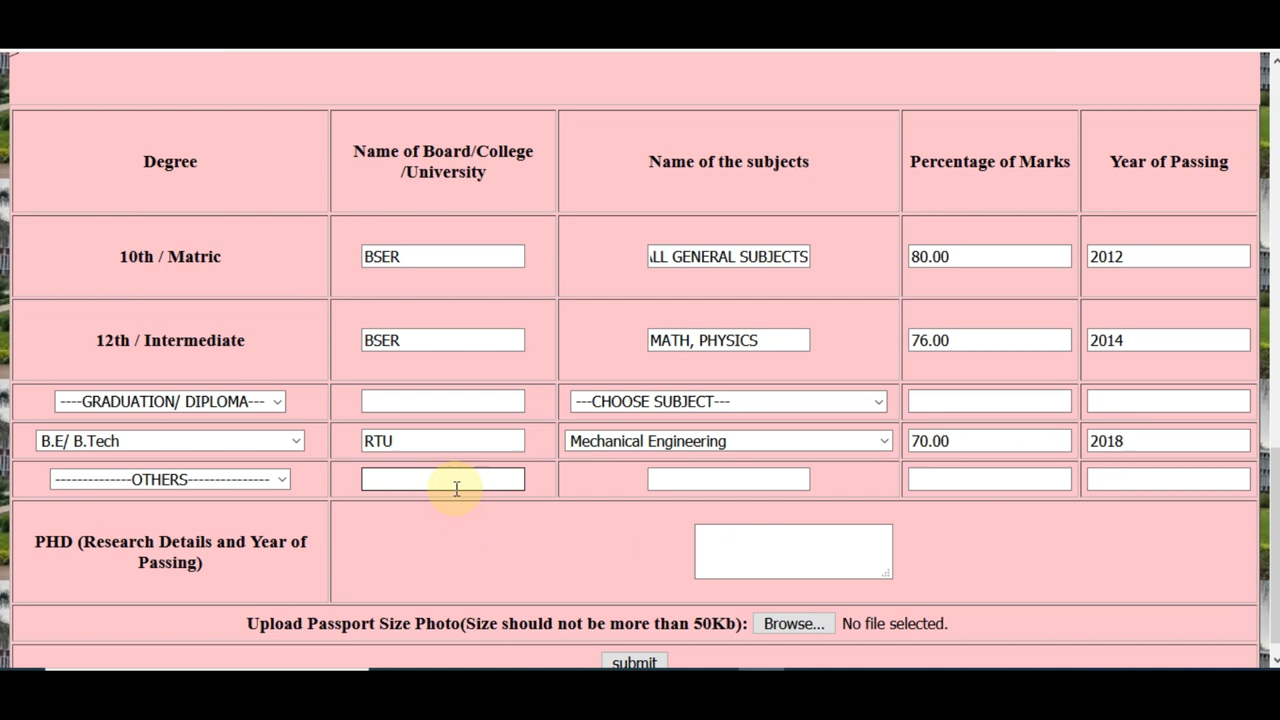 Degree
Name of Board/College
/University
Name of the subjects
Percentage of Marks
Year of Passing
10th / Matric
BSER
LL GENERAL SUBJECTS
80.00
2012
12th / Intermediate
BSER
MATH, PHYSICS
76.00
2014
----GRADUATION/ DIPLOMA---
---CHOOSE SUBJECT---
B.E/ B.Tech
RTU
Mechanical Engineering
70.00
2018
--------------OTHERS---------------
PHD (Research Details and Year of
Passing)
Upload Passport Size Photo(Size should not be more than 50Kb):
Browse...
No file selected.
submit